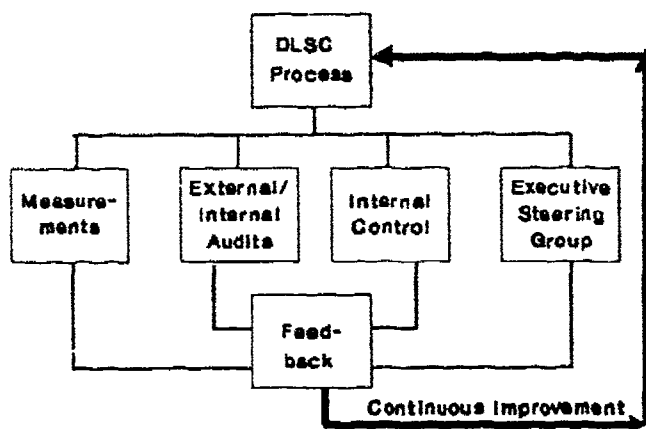 DLSC
Process
Measure-
ments
External/
Internal
Audits
Internal
Control
Executive
Steering
Group
Feed-
back
Continuous Improvement